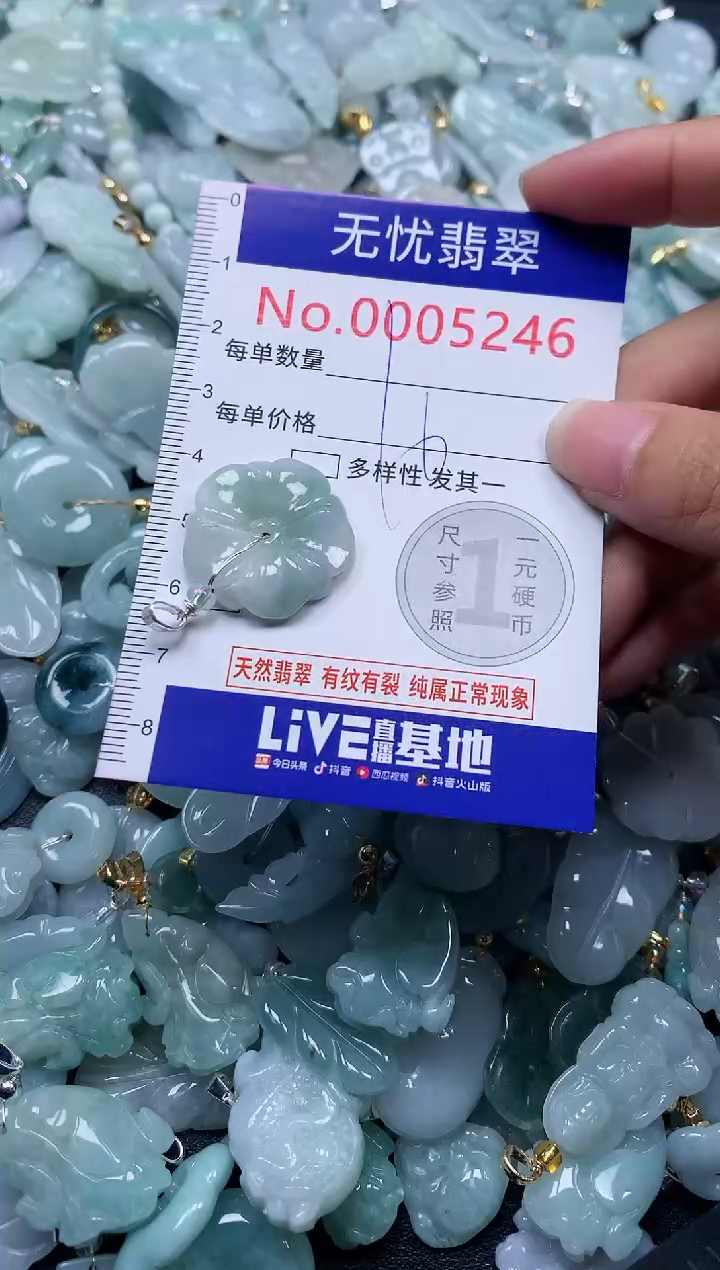 0
无忧翡翠
1
No.0005246
2
每单数量
3
每单价格
4
多样性 发其一
5
尺寸参照
1
一元硬币
6
7
天然翡翠 有纹有裂 纯属正常现象
8
LiVE直播基地
今日头条 抖音 西瓜视频 抖音火山版